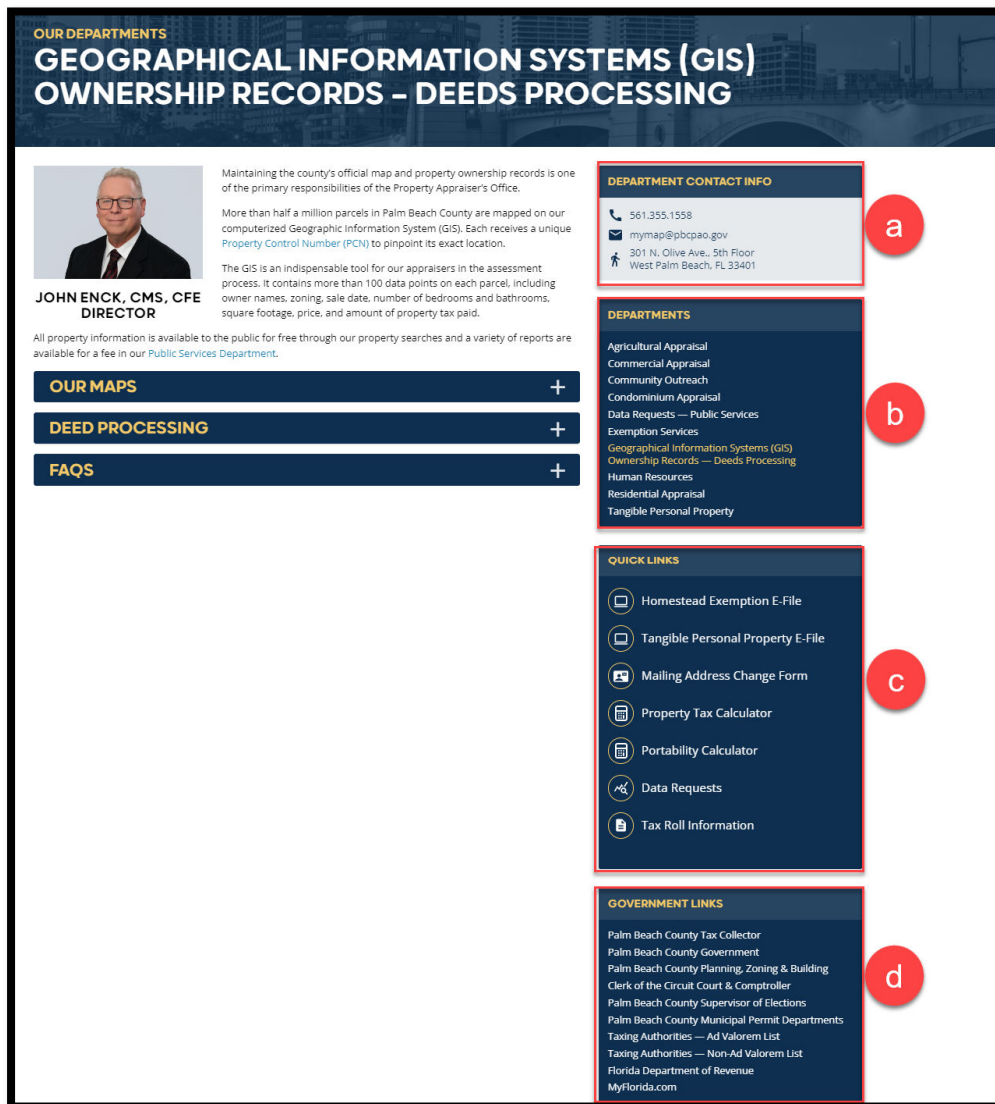 OUR DEPARTMENTS
GEOGRAPHICAL INFORMATION SYSTEMS (GIS)
OWNERSHIP RECORDS – DEEDS PROCESSING
JOHN ENCK, CMS, CFE
DIRECTOR
Maintaining the county's official map and property ownership records is one
of the primary responsibilities of the Property Appraiser's Office.
More than half a million parcels in Palm Beach County are mapped on our
computerized Geographic Information System (GIS). Each receives a unique
Property Control Number (PCN) to pinpoint its exact location.
The GIS is an indispensable tool for our appraisers in the assessment
process. It contains more than 100 data points on each parcel, including
owner names, zoning, sale date, number of bedrooms and bathrooms,
square footage, price, and amount of property tax paid.
All property information is available to the public for free through our property searches and a variety of reports are
available for a fee in our Public Services Department.
OUR MAPS
DEED PROCESSING
FAQS
DEPARTMENT CONTACT INFO
561.355.1558
mymap@pbcpao.gov
301 N. Olive Ave., 5th Floor
West Palm Beach, FL 33401
a
DEPARTMENTS
Agricultural Appraisal
Commercial Appraisal
Community Outreach
Condominium Appraisal
Data Requests — Public Services
Exemption Services
Geographical Information Systems (GIS)
Ownership Records — Deeds Processing
Human Resources
Residential Appraisal
Tangible Personal Property
b
QUICK LINKS
Homestead Exemption E-File
Tangible Personal Property E-File
Mailing Address Change Form
Property Tax Calculator
Portability Calculator
Data Requests
Tax Roll Information
c
GOVERNMENT LINKS
Palm Beach County Tax Collector
Palm Beach County Government
Palm Beach County Planning, Zoning & Building
Clerk of the Circuit Court & Comptroller
Palm Beach County Supervisor of Elections
Palm Beach County Municipal Permit Departments
Taxing Authorities — Ad Valorem List
Taxing Authorities — Non-Ad Valorem List
Florida Department of Revenue
MyFlorida.com
d